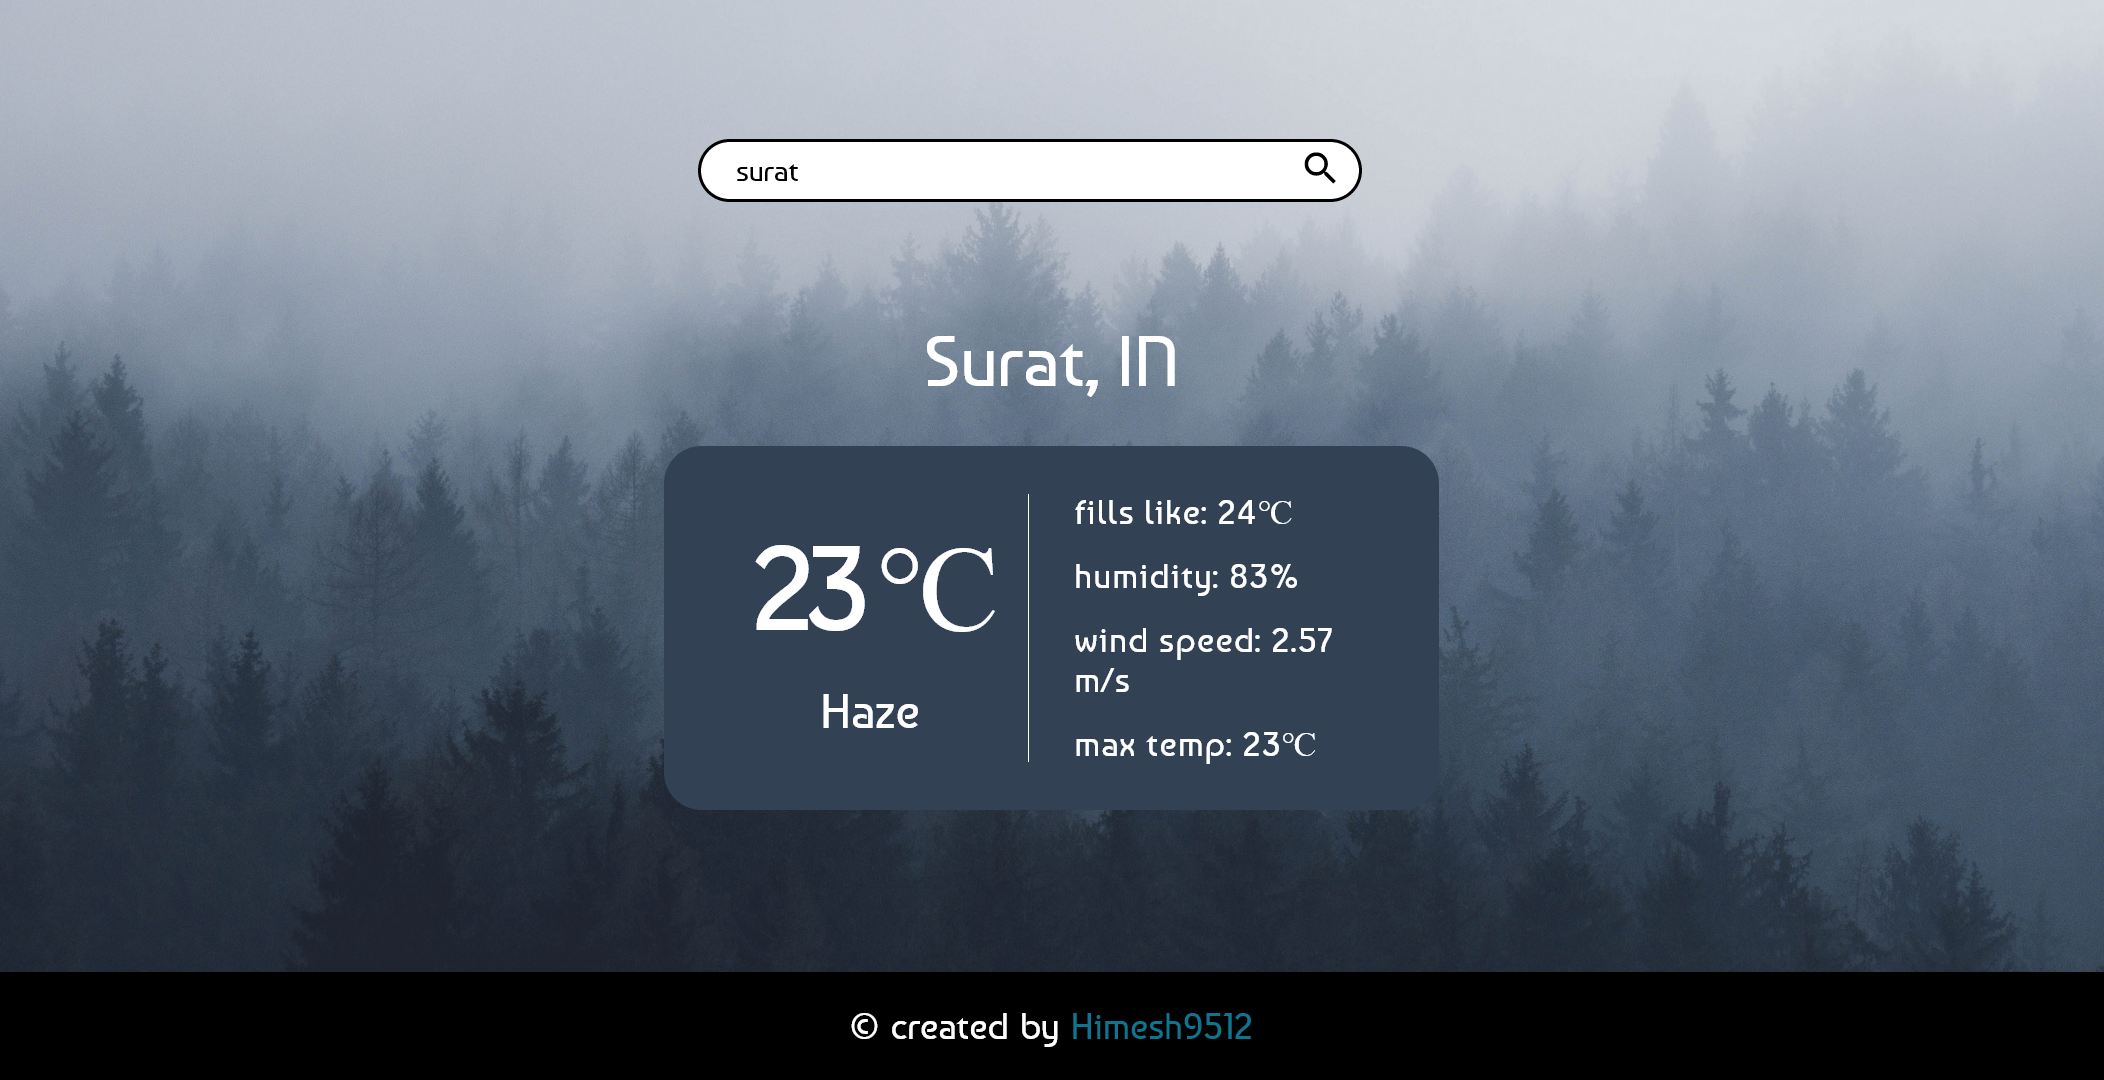 surat
Surat, IN
23℃
Haze
fills like: 24℃
humidity: 83%
wind speed: 2.57
m/s
max temp: 23℃
© created by Himesh9512